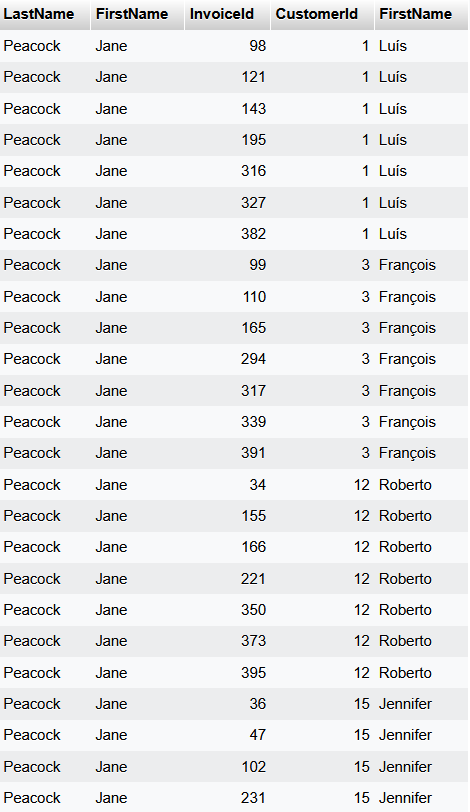 LastName FirstName InvoiceId CustomerId FirstName
Peacock Jane 98 1 Luís
Peacock Jane 121 1 Luís
Peacock Jane 143 1 Luís
Peacock Jane 195 1 Luís
Peacock Jane 316 1 Luís
Peacock Jane 327 1 Luís
Peacock Jane 382 1 Luís
Peacock Jane 99 3 François
Peacock Jane 110 3 François
Peacock Jane 165 3 François
Peacock Jane 294 3 François
Peacock Jane 317 3 François
Peacock Jane 339 3 François
Peacock Jane 391 3 François
Peacock Jane 34 12 Roberto
Peacock Jane 155 12 Roberto
Peacock Jane 166 12 Roberto
Peacock Jane 221 12 Roberto
Peacock Jane 350 12 Roberto
Peacock Jane 373 12 Roberto
Peacock Jane 395 12 Roberto
Peacock Jane 36 15 Jennifer
Peacock Jane 47 15 Jennifer
Peacock Jane 102 15 Jennifer
Peacock Jane 231 15 Jennifer